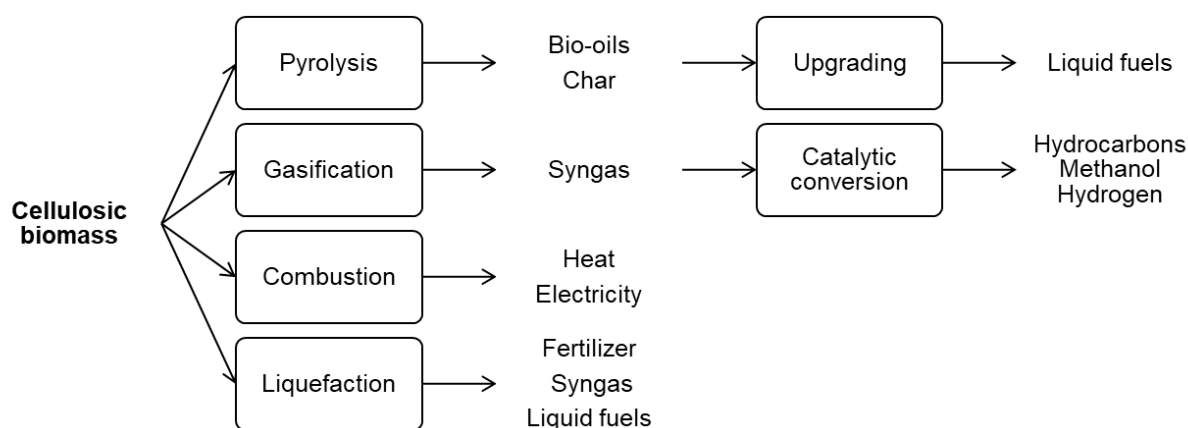 Cellulosic
biomass
Pyrolysis
Bio-oils
Char
Upgrading
Liquid fuels
Gasification
Syngas
Catalytic
conversion
Hydrocarbons
Methanol
Hydrogen
Combustion
Heat
Electricity
Liquefaction
Fertilizer
Syngas
Liquid fuels